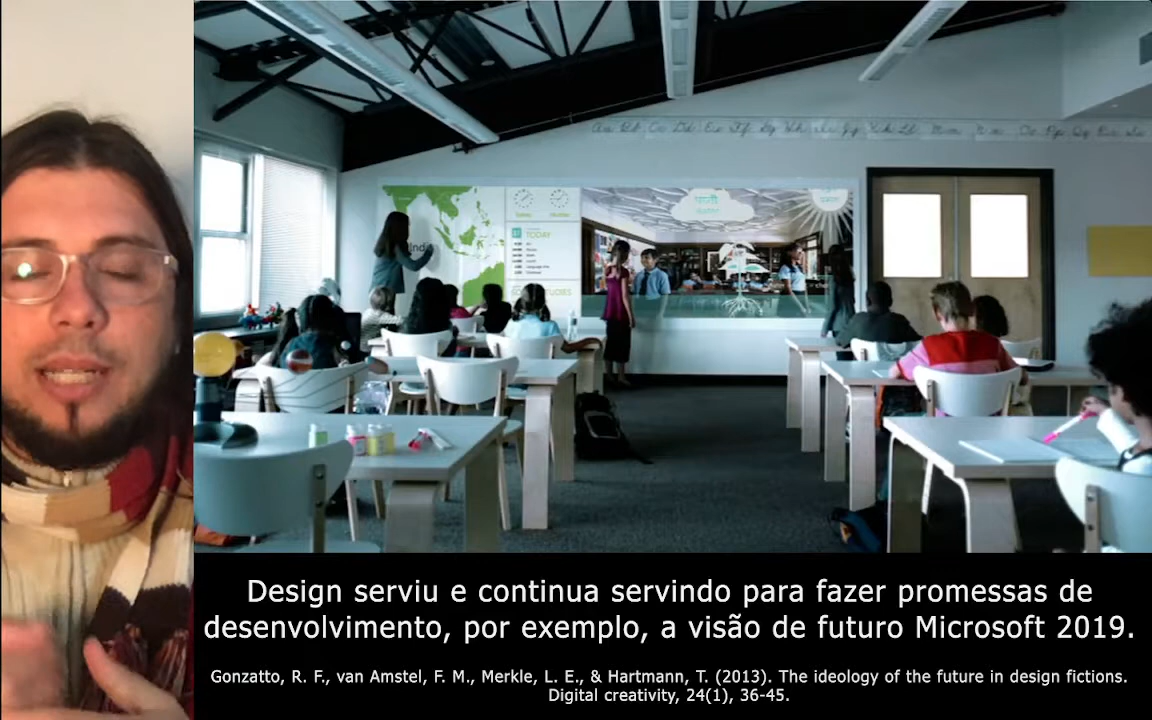 TODAY
Design serviu e continua servindo para fazer promessas de
desenvolvimento, por exemplo, a visão de futuro Microsoft 2019.
Gonzatto, R. F., van Amstel, F. M., Merkle, L. E., & Hartmann, T. (2013). The ideology of the future in design fictions.
Digital creativity, 24(1), 36-45.